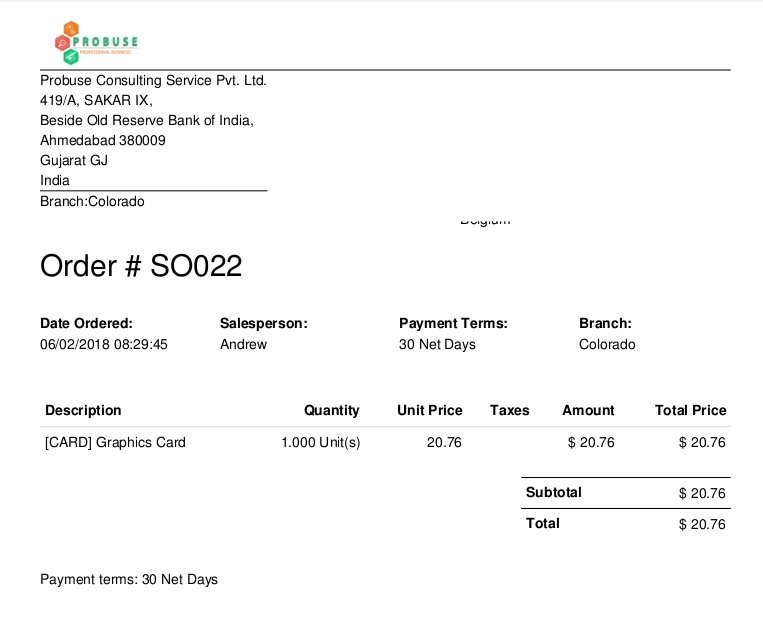 PROBUSE
PROFESSIONAL BUSINESS
Probuse Consulting Service Pvt. Ltd.
419/A, SAKAR IX,
Beside Old Reserve Bank of India,
Ahmedabad 380009
Gujarat GJ
India
Branch:Colorado
Belgium
Order # SO022
Date Ordered: Salesperson: Payment Terms: Branch:
06/02/2018 08:29:45 Andrew 30 Net Days Colorado
Description Quantity Unit Price Taxes Amount Total Price
[CARD] Graphics Card 1.000 Unit(s) 20.76 $ 20.76 $ 20.76
Subtotal $ 20.76
Total $ 20.76
Payment terms: 30 Net Days